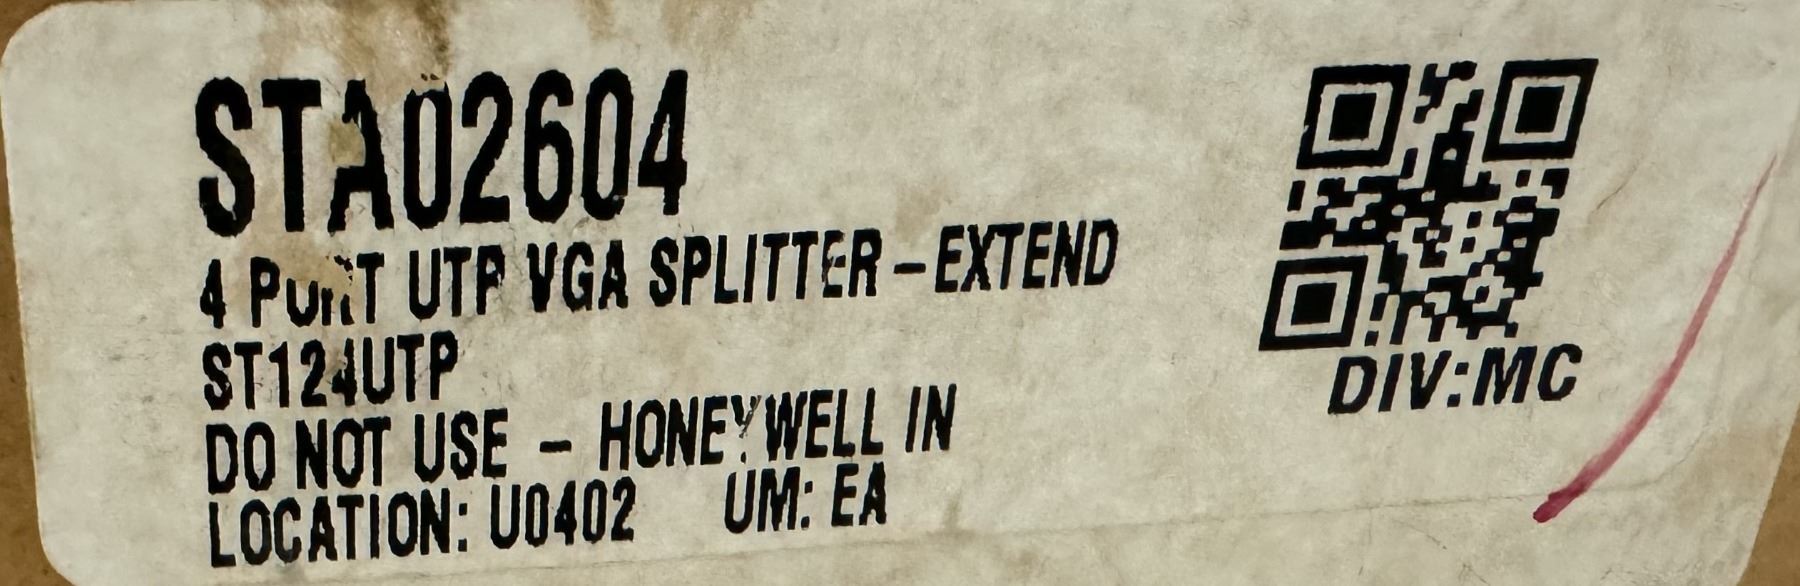 STA02604
4 PORT UTP VGA SPLITTER -EXTEND
ST124UTP
DO NOT USE - HONEYWELL IN
LOCATION: U0402 UM: EA
DIV:MC